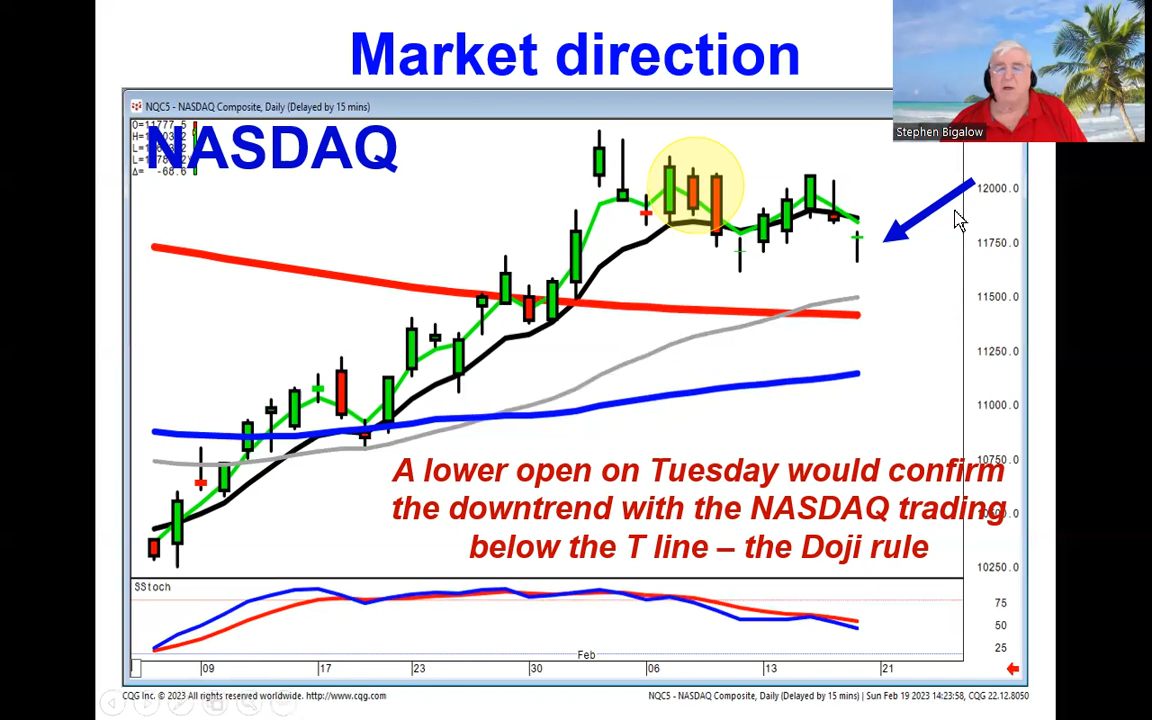 Market direction
Stephen Bigalow
NQC5 - NASDAQ Composite, Daily (Delayed by 15 mins)
NASDAQ
O=11777.5
Δ= -68.6
12000.0
11750.0
11500.0
11250.0
11000.0
10750.0
10250.0
A lower open on Tuesday would confirm
the downtrend with the NASDAQ trading
below the T line – the Doji rule
SStoch
75
50
25
Feb
09
17
23
30
06
13
21
CQG Inc. © 2023 All rights reserved worldwide. http://www.cqg.com
NQC5 - NASDAQ Composite, Daily (Delayed by 15 mins) | Sun Feb 19 2023 14:23:58, CQG 22.12.8050